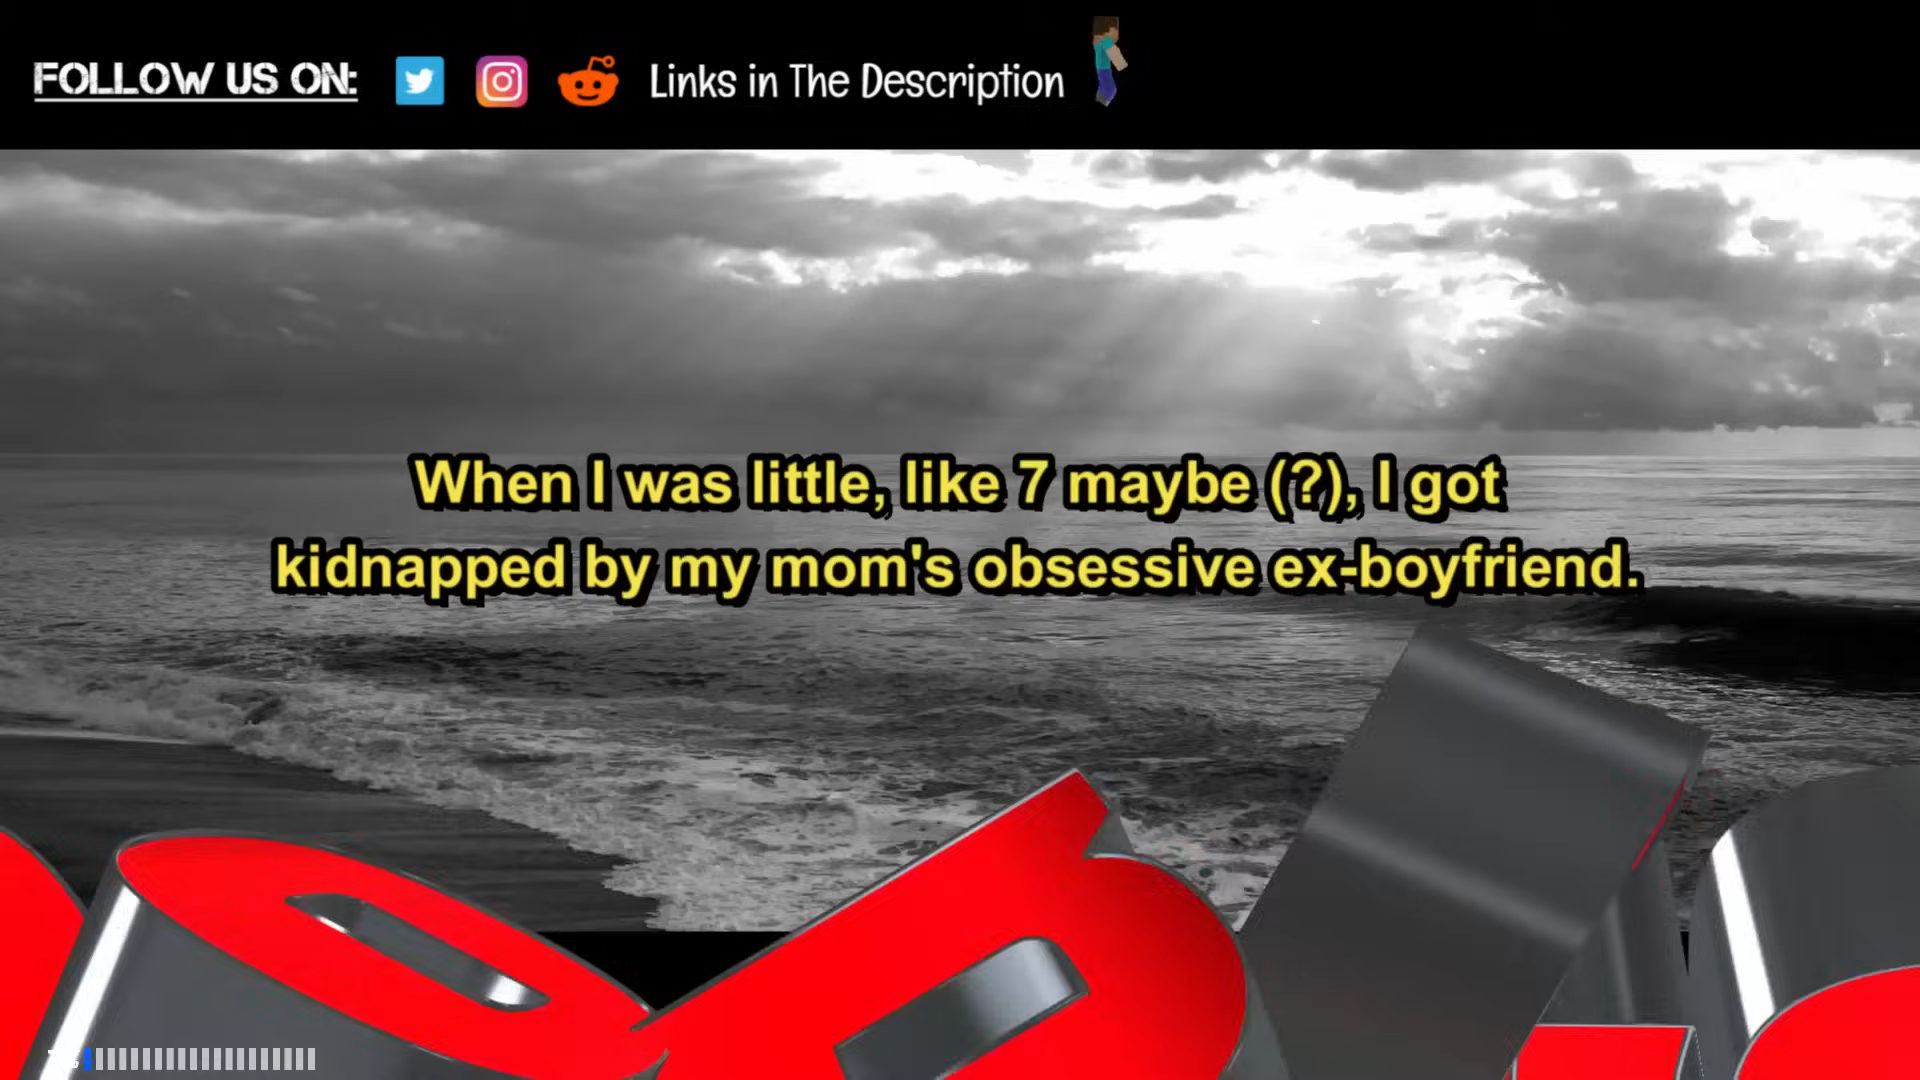 FOLLOW US ON:
Links in The Description
When I was little, like 7 maybe (?), I got
kidnapped by my mom's obsessive ex-boyfriend.